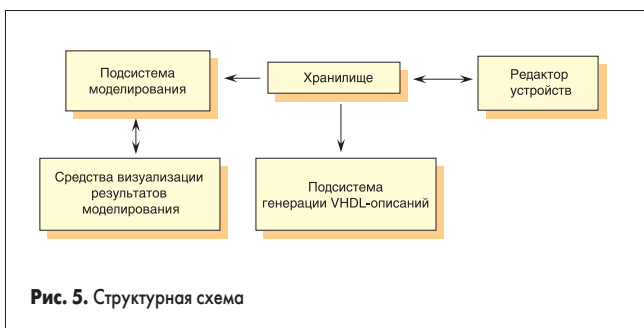 Подсистема
моделирования
Хранилище
Редактор
устройств
Средства визуализации
результатов
моделирования
Подсистема
генерации VHDL-описаний
Рис. 5. Структурная схема